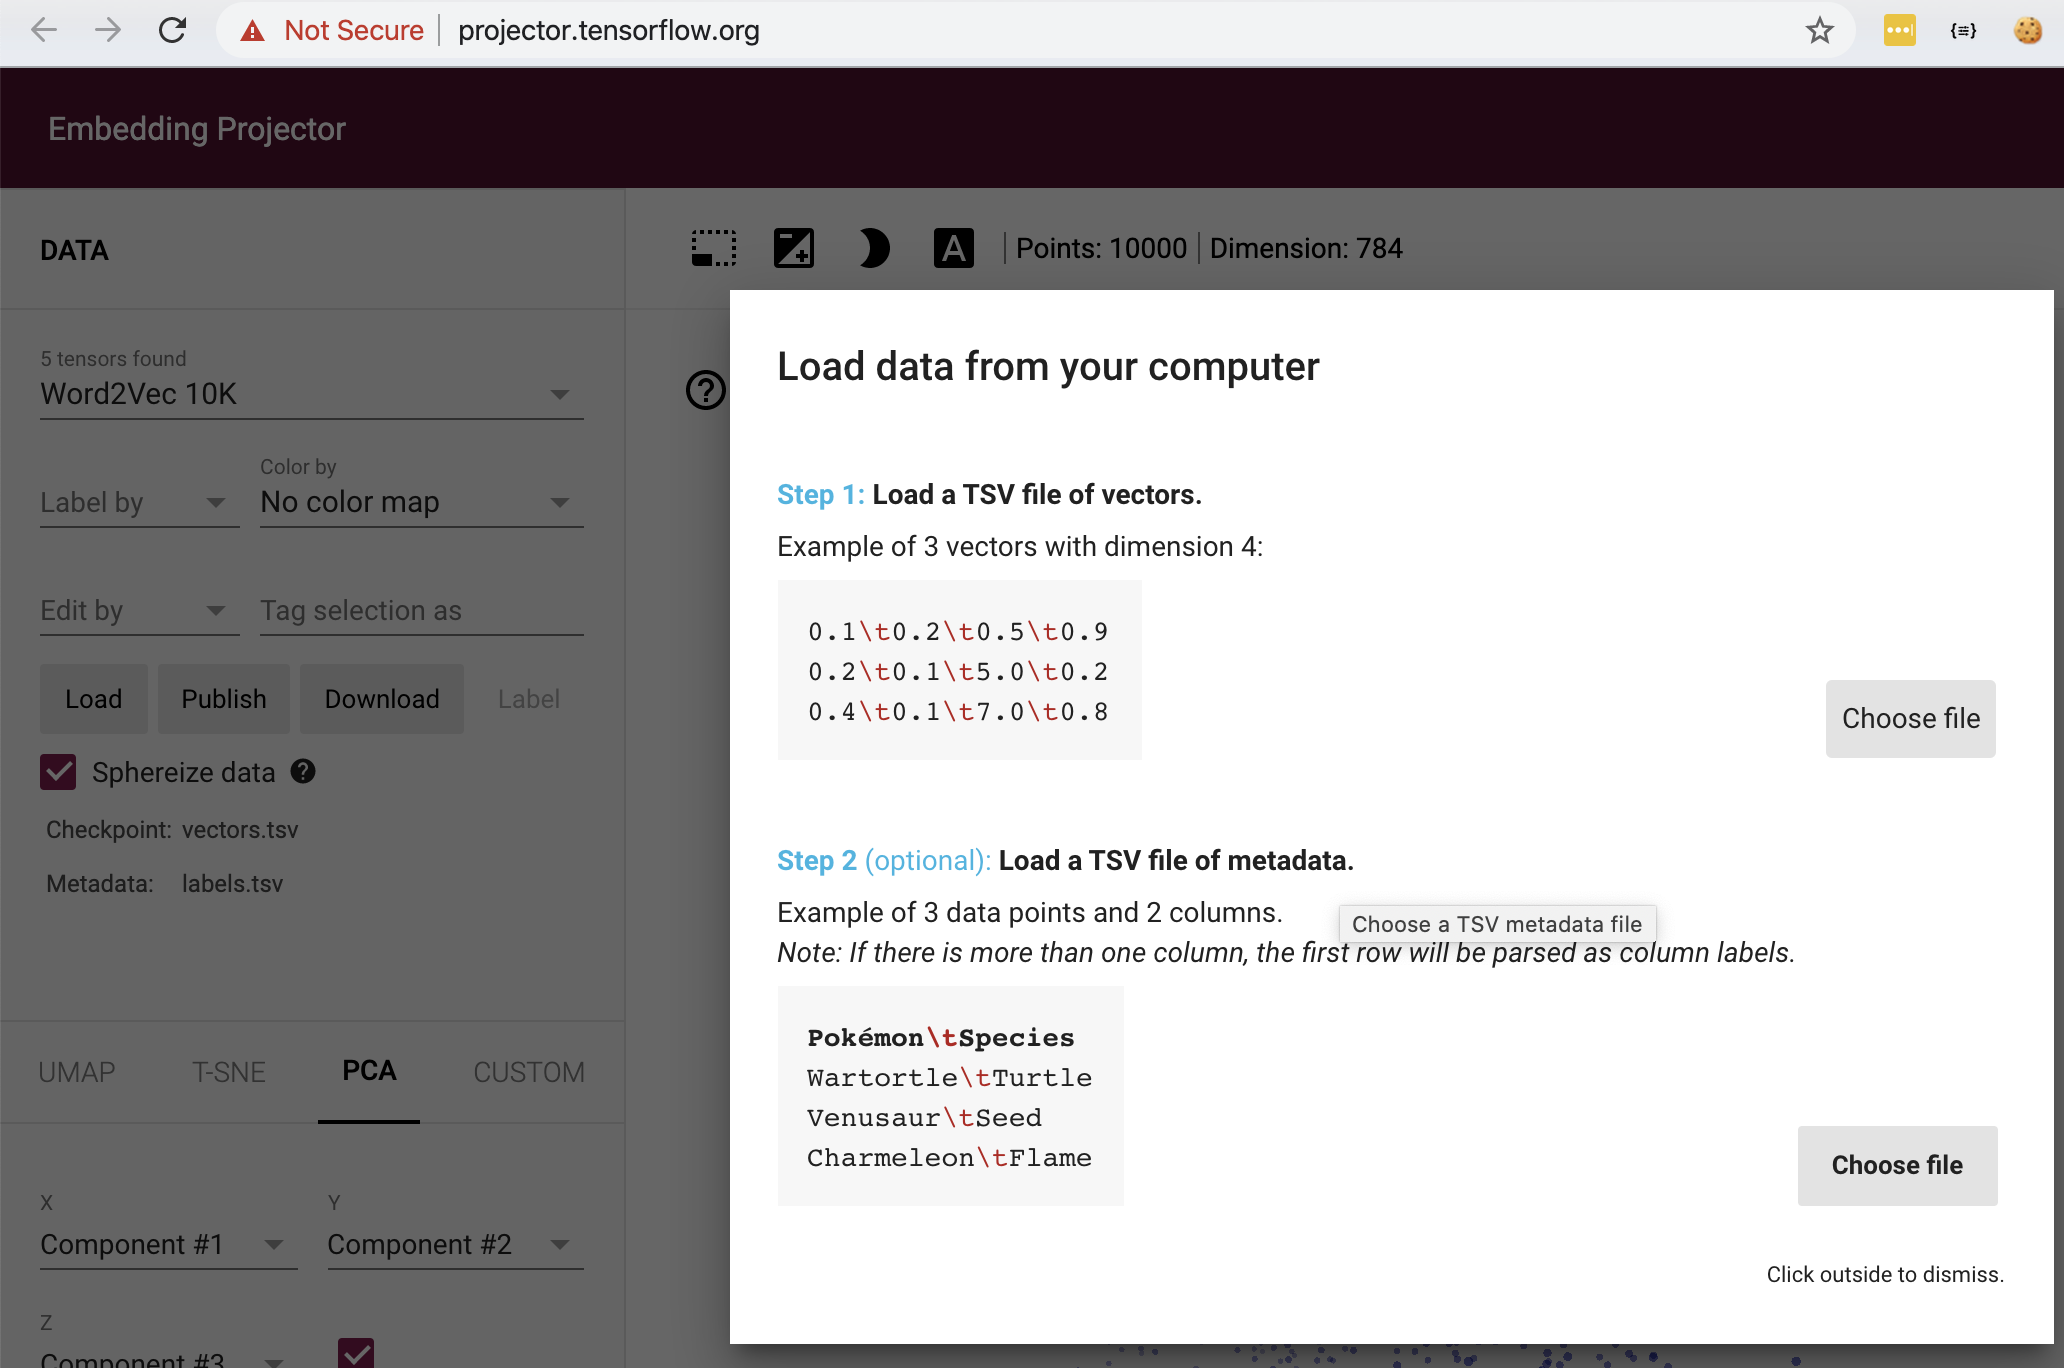 Not Secure | projector.tensorflow.org
Embedding Projector
DATA
A
Points: 10000 | Dimension: 784
5 tensors found
Word2Vec 10K
Color by
Label by
No color map
Edit by
Tag selection as
Load
Publish
Download
Label
Sphereize data ?
Checkpoint: vectors.tsv
Metadata: labels.tsv
UMAP
T-SNE
PCA
CUSTOM
X
Y
Component #1
Component #2
Z
Component #3
?
Load data from your computer
Step 1: Load a TSV file of vectors.
Example of 3 vectors with dimension 4:
0.1\t0.2\t0.5\t0.9
0.2\t0.1\t5.0\t0.2
0.4\t0.1\t7.0\t0.8
Choose file
Step 2 (optional): Load a TSV file of metadata.
Example of 3 data points and 2 columns.
Choose a TSV metadata file
Note: If there is more than one column, the first row will be parsed as column labels.
Pokémon\tSpecies
Wartortle\tTurtle
Venusaur\tSeed
Charmeleon\tFlame
Choose file
Click outside to dismiss.